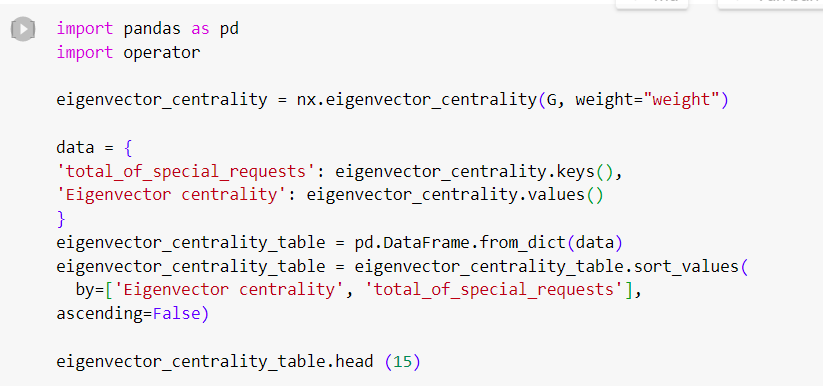 import pandas as pd
import operator
eigenvector_centrality = nx.eigenvector_centrality(G, weight="weight")
data = {
'total_of_special_requests': eigenvector_centrality.keys(),
'Eigenvector centrality': eigenvector_centrality.values()
}
eigenvector_centrality_table = pd.DataFrame.from_dict(data)
eigenvector_centrality_table = eigenvector_centrality_table.sort_values(
  by=['Eigenvector centrality', 'total_of_special_requests'],
ascending=False)
eigenvector_centrality_table.head (15)